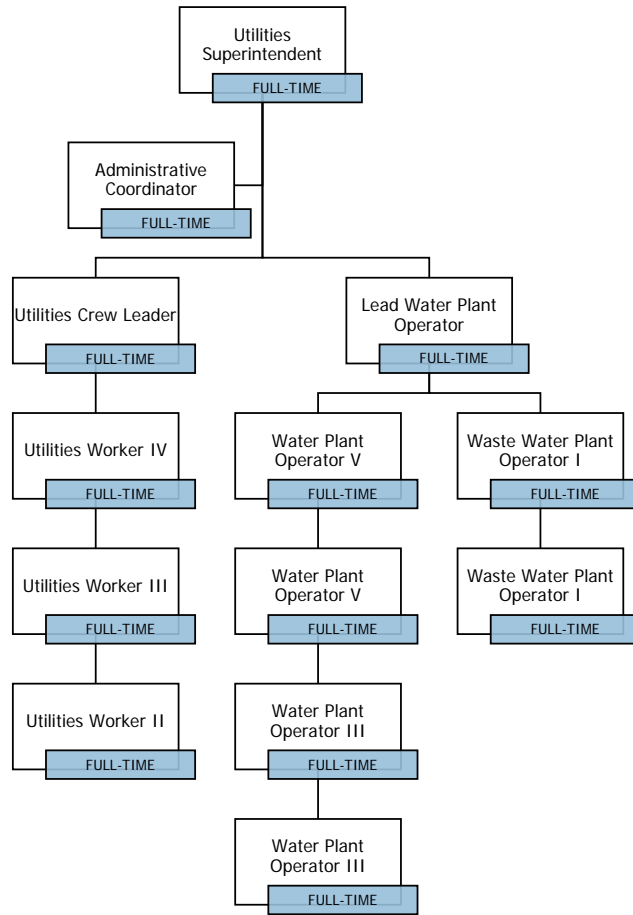 Utilities
Superintendent
FULL-TIME
Administrative
Coordinator
FULL-TIME
Utilities Crew Leader
FULL-TIME
Lead Water Plant
Operator
FULL-TIME
Utilities Worker IV
FULL-TIME
Water Plant
Operator V
FULL-TIME
Waste Water Plant
Operator I
FULL-TIME
Utilities Worker III
FULL-TIME
Water Plant
Operator V
FULL-TIME
Waste Water Plant
Operator I
FULL-TIME
Utilities Worker II
FULL-TIME
Water Plant
Operator III
FULL-TIME
Water Plant
Operator III
FULL-TIME